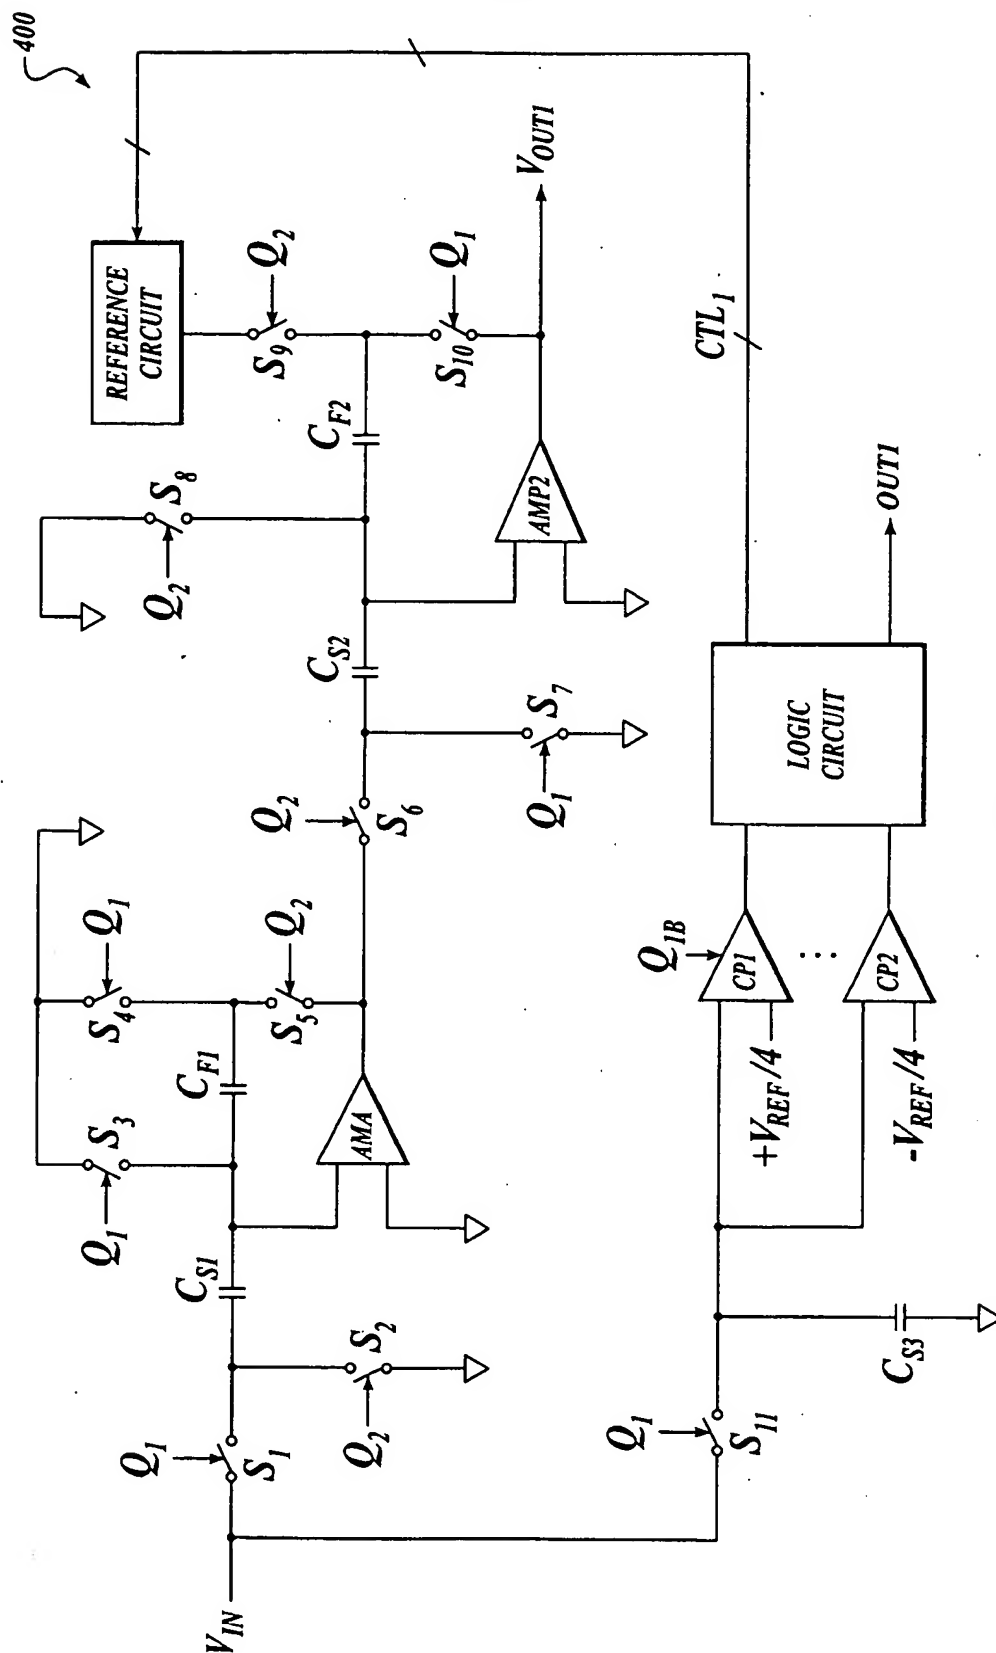 400
REFERENCE
CIRCUIT
Q2
S9
Q1
S10
VOUT1
CF2
S8
Q2
AMP2
CS2
S7
Q1
Q2
S6
CTL1
OUT1
LOGIC
CIRCUIT
Q1
S4
Q2
S5
CF1
S3
Q1
AMA
CS1
S2
Q2
Q1
S1
VIN
Q1B
CP1
...
CP2
+VREF/4
-VREF/4
CS3
Q1
S11